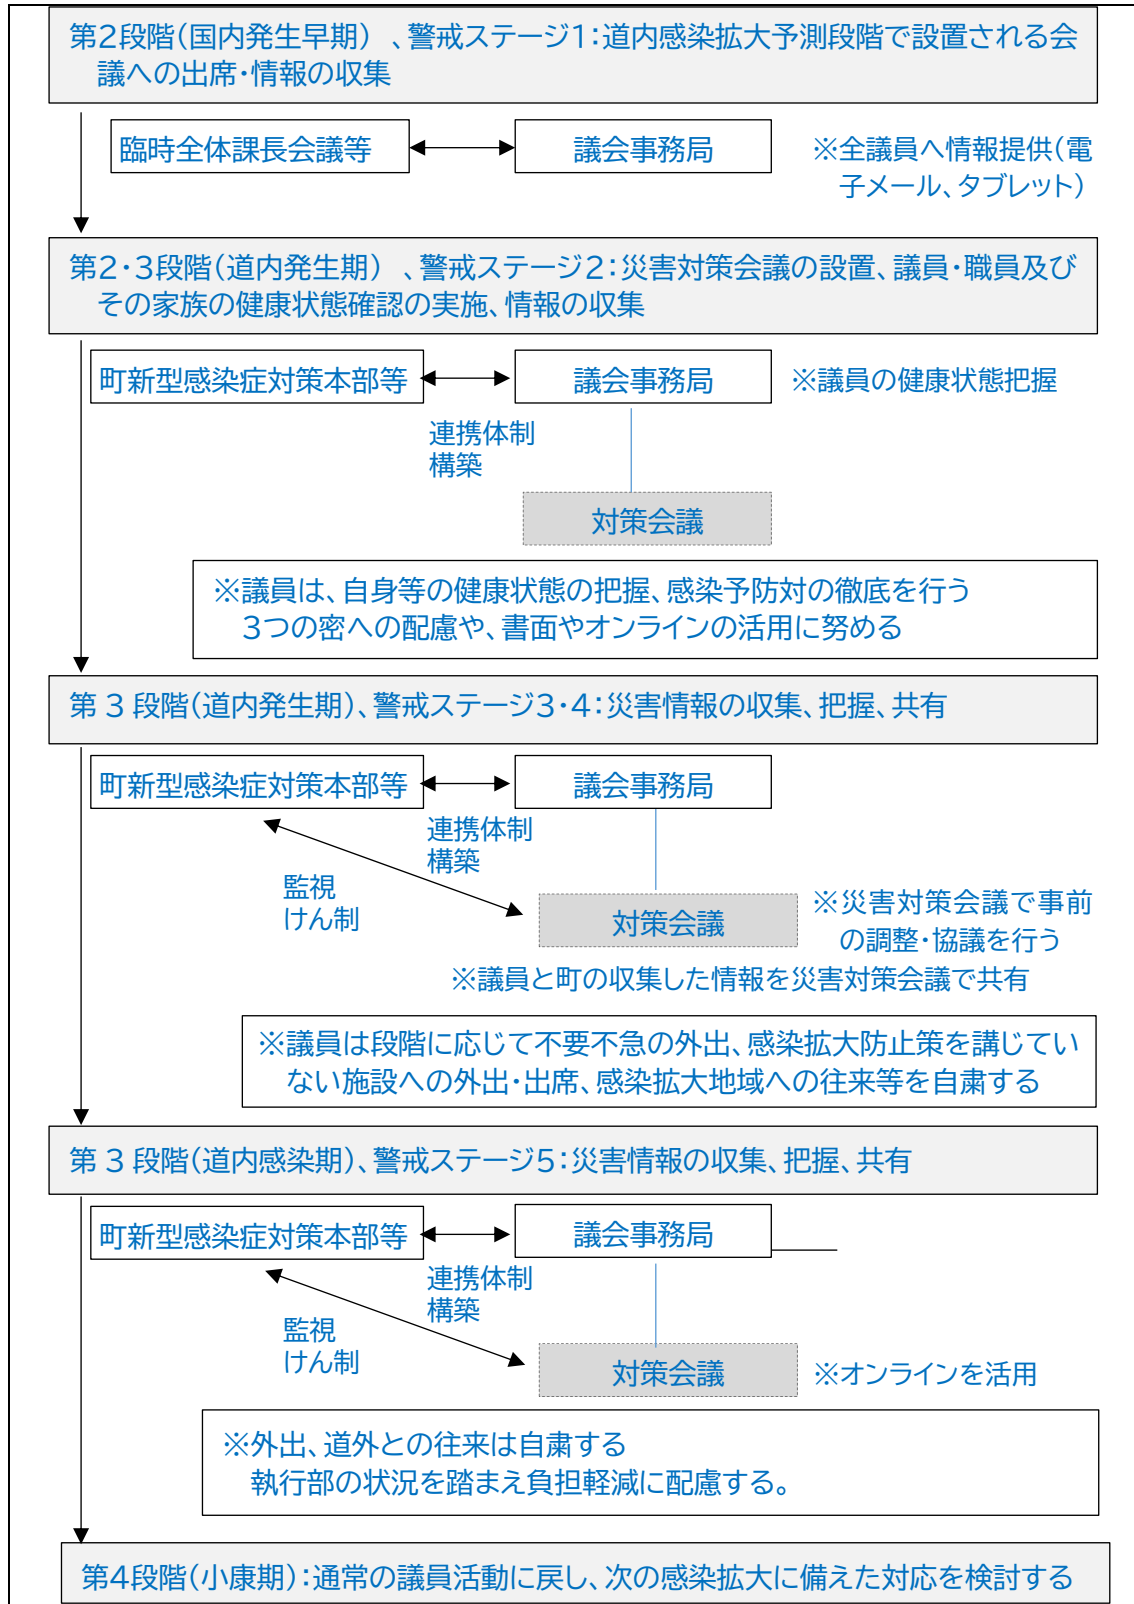 第2段階(国内発生早期) 、警戒ステージ1:道内感染拡大予測段階で設置される会
議への出席・情報の収集
臨時全体課長会議等
議会事務局
※全議員へ情報提供(電
子メール、タブレット)
第2・3段階(道内発生期) 、警戒ステージ2:災害対策会議の設置、議員・職員及び
その家族の健康状態確認の実施、情報の収集
町新型感染症対策本部等
議会事務局
※議員の健康状態把握
連携体制
構築
対策会議
※議員は、自身等の健康状態の把握、感染予防対の徹底を行う
3つの密への配慮や、書面やオンラインの活用に努める
第 3 段階(道内発生期)、警戒ステージ3・4:災害情報の収集、把握、共有
町新型感染症対策本部等
議会事務局
連携体制
構築
監視
けん制
対策会議
※災害対策会議で事前
の調整・協議を行う
※議員と町の収集した情報を災害対策会議で共有
※議員は段階に応じて不要不急の外出、感染拡大防止策を講じてい
ない施設への外出・出席、感染拡大地域への往来等を自粛する
第 3 段階(道内感染期)、警戒ステージ5:災害情報の収集、把握、共有
町新型感染症対策本部等
議会事務局
連携体制
構築
監視
けん制
対策会議
※オンラインを活用
※外出、道外との往来は自粛する
執行部の状況を踏まえ負担軽減に配慮する。
第4段階(小康期):通常の議員活動に戻し、次の感染拡大に備えた対応を検討する